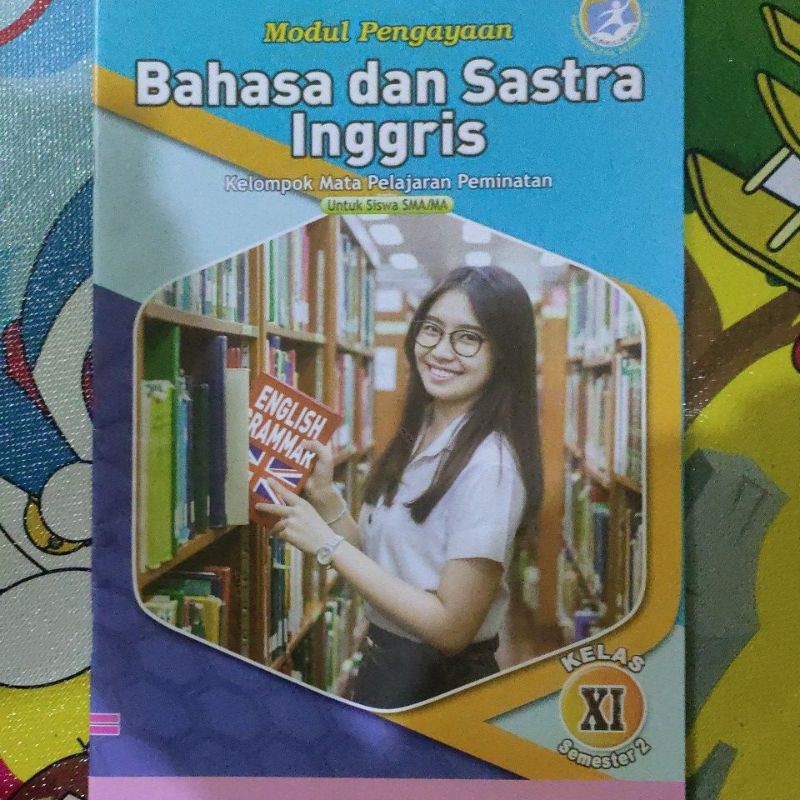 Modul Pengayaan
Bahasa dan Sastra
Inggris
Kelompok Mata Pelajaran Peminatan
Untuk Siswa SMA/MA
ENGLISH
GRAMMAR
KELAS
XI
Semester 2